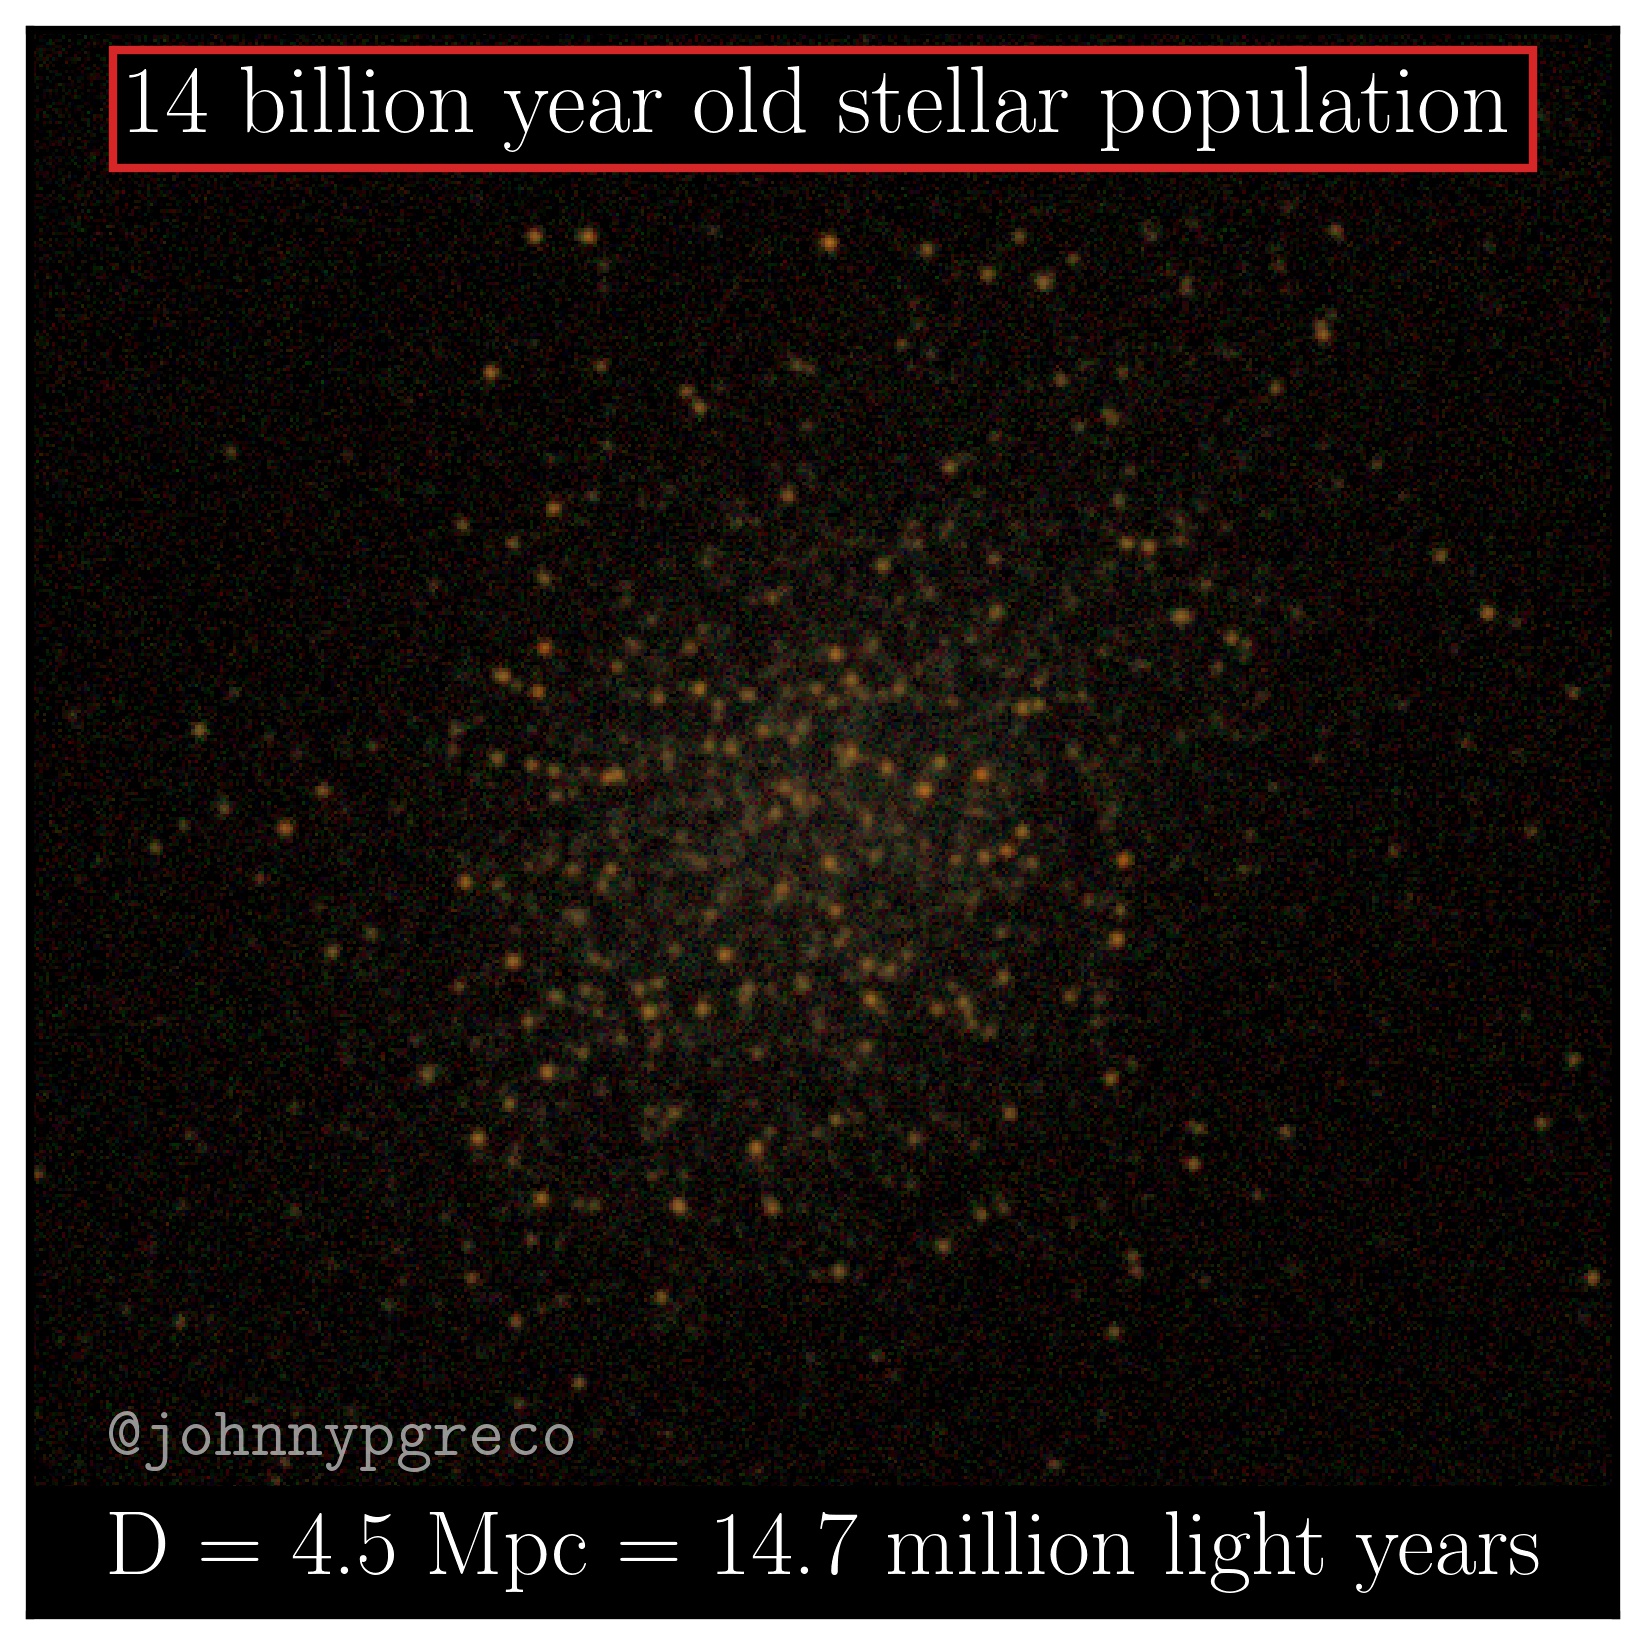 14 billion year old stellar population
@johnnypgreco
D = 4.5 Mpc = 14.7 million light years